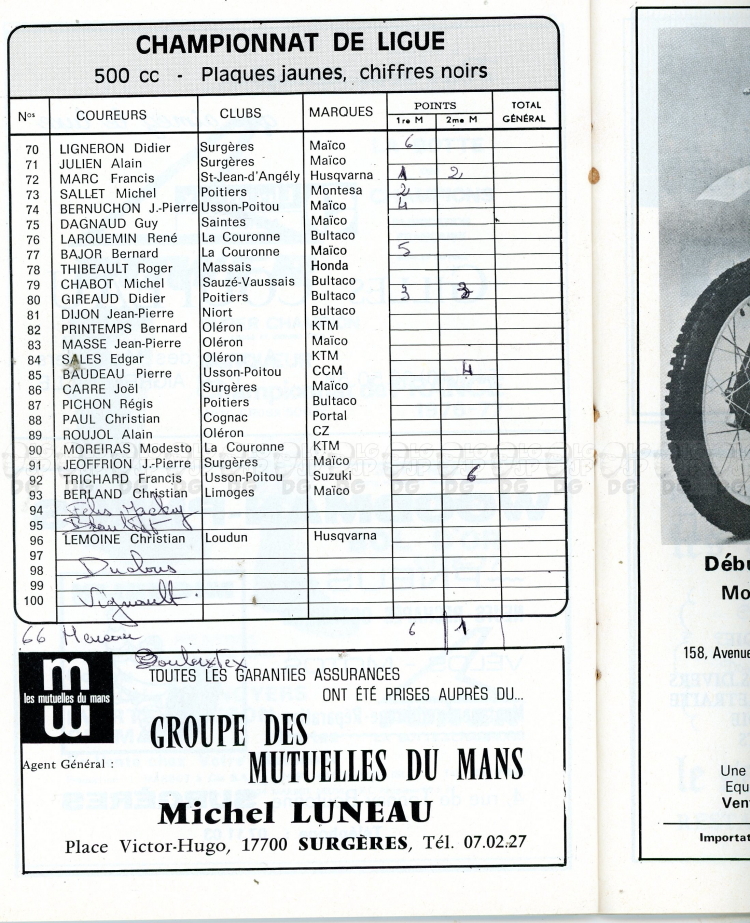 CHAMPIONNAT DE LIGUE
500 cc - Plaques jaunes, chiffres noirs
Nos COUREURS CLUBS MARQUES POINTS 1re M 2me M TOTAL GÉNÉRAL
70 LIGNERON Didier Surgères Maïco 6
71 JULIEN Alain Surgères Maïco
72 MARC Francis St-Jean-d'Angély Husqvarna 1 2
73 SALLET Michel Poitiers Montesa 2
74 BERNUCHON J.-Pierre Usson-Poitou Maïco 4
75 DAGNAUD Guy Saintes Maïco
76 LARQUEMIN René La Couronne Bultaco
77 BAJOR Bernard La Couronne Maïco 5
78 THIBEAULT Roger Massais Honda
79 CHABOT Michel Sauzé-Vaussais Bultaco
80 GIREAUD Didier Poitiers Bultaco 3 3
81 DIJON Jean-Pierre Niort Bultaco
82 PRINTEMPS Bernard Oléron KTM
83 MASSE Jean-Pierre Oléron Maïco
84 SALES Edgar Oléron KTM
85 BAUDEAU Pierre Usson-Poitou CCM 4
86 CARRE Joël Surgères Maïco
87 PICHON Régis Poitiers Bultaco
88 PAUL Christian Cognac Portal
89 ROUJOL Alain Oléron CZ
90 MOREIRAS Modesto La Couronne KTM
91 JEOFFRION J.-Pierre Surgères Maïco
92 TRICHARD Francis Usson-Poitou Suzuki 6
93 BERLAND Christian Limoges Maïco
94
95
96 LEMOINE Christian Loudun Husqvarna
97
98 Duclous
99
100 Vignault
66 6 1
les mutuelles du mans
TOUTES LES GARANTIES ASSURANCES
ONT ÉTÉ PRISES AUPRÈS DU...
GROUPE DES
MUTUELLES DU MANS
Agent Général :
Michel LUNEAU
Place Victor-Hugo, 17700 SURGÈRES, Tél. 07.02.27
Débu
Mo
158, Avenue
Une
Equ
Ven
Importat